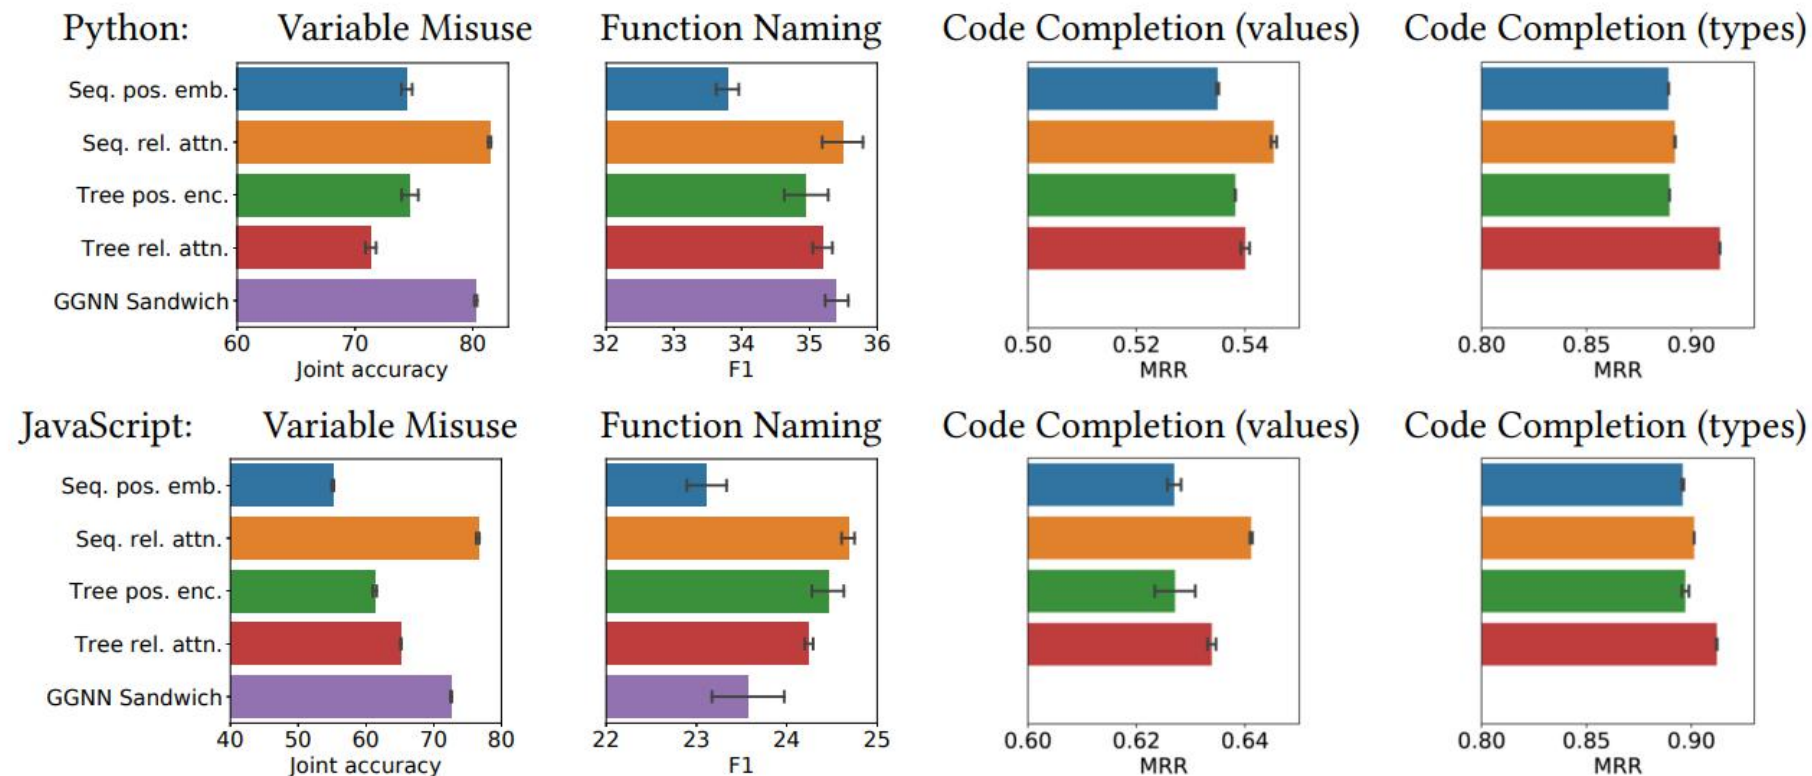 Python: Variable Misuse Function Naming Code Completion (values) Code Completion (types)
Seq. pos. emb.
Seq. rel. attn.
Tree pos. enc.
Tree rel. attn.
GGNN Sandwich
60 70 80 32 33 34 35 36 0.50 0.52 0.54 0.80 0.85 0.90
Joint accuracy F1 MRR MRR
JavaScript: Variable Misuse Function Naming Code Completion (values) Code Completion (types)
Seq. pos. emb.
Seq. rel. attn.
Tree pos. enc.
Tree rel. attn.
GGNN Sandwich
40 50 60 70 80 22 23 24 25 0.60 0.62 0.64 0.80 0.85 0.90
Joint accuracy F1 MRR MRR